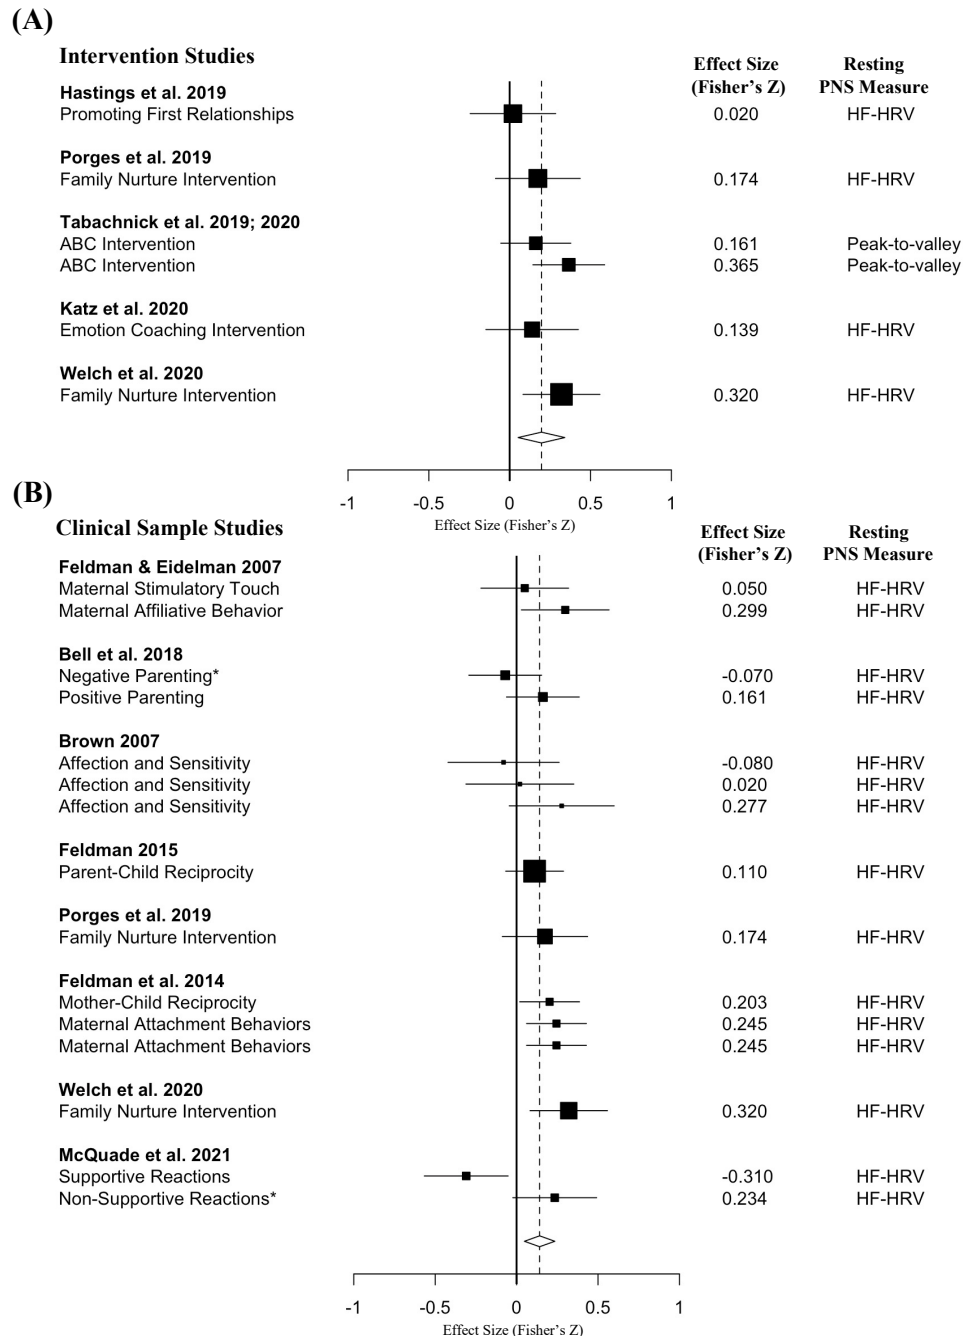 (A)
Intervention Studies
Effect Size Resting
(Fisher's Z) PNS Measure
Hastings et al. 2019
Promoting First Relationships 0.020 HF-HRV
Porges et al. 2019
Family Nurture Intervention 0.174 HF-HRV
Tabachnick et al. 2019; 2020
ABC Intervention 0.161 Peak-to-valley
ABC Intervention 0.365 Peak-to-valley
Katz et al. 2020
Emotion Coaching Intervention 0.139 HF-HRV
Welch et al. 2020
Family Nurture Intervention 0.320 HF-HRV
-1 -0.5 0 0.5 1
Effect Size (Fisher's Z)
(B)
Clinical Sample Studies
Effect Size Resting
(Fisher's Z) PNS Measure
Feldman & Eidelman 2007
Maternal Stimulatory Touch 0.050 HF-HRV
Maternal Affiliative Behavior 0.299 HF-HRV
Bell et al. 2018
Negative Parenting* -0.070 HF-HRV
Positive Parenting 0.161 HF-HRV
Brown 2007
Affection and Sensitivity -0.080 HF-HRV
Affection and Sensitivity 0.020 HF-HRV
Affection and Sensitivity 0.277 HF-HRV
Feldman 2015
Parent-Child Reciprocity 0.110 HF-HRV
Porges et al. 2019
Family Nurture Intervention 0.174 HF-HRV
Feldman et al. 2014
Mother-Child Reciprocity 0.203 HF-HRV
Maternal Attachment Behaviors 0.245 HF-HRV
Maternal Attachment Behaviors 0.245 HF-HRV
Welch et al. 2020
Family Nurture Intervention 0.320 HF-HRV
McQuade et al. 2021
Supportive Reactions -0.310 HF-HRV
Non-Supportive Reactions* 0.234 HF-HRV
-1 -0.5 0 0.5 1
Effect Size (Fisher's Z)